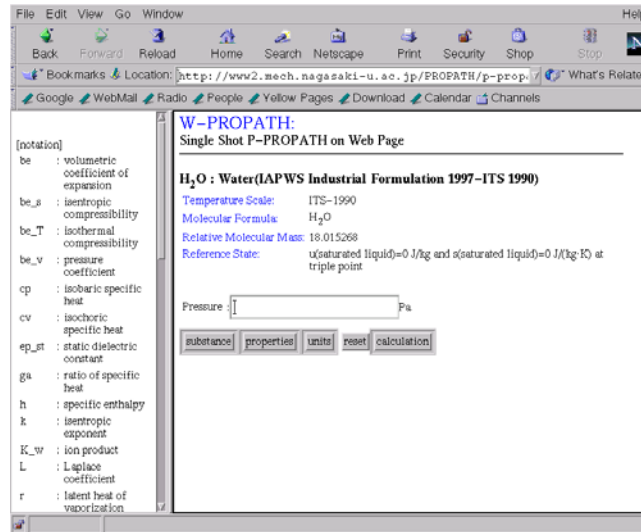 File Edit View Go Window Help
Back Forward Reload Home Search Netscape Print Security Shop Stop
Bookmarks Location: http://www2.mech.nagasaki-u.ac.jp/PROPATH/p-prop What's Relate
Google WebMail Radio People Yellow Pages Download Calendar Channels
[notation]
be : volumetric
coefficient of
expansion
be_s : isentropic
compressibility
be_T : isothermal
compressibility
be_v : pressure
coefficient
cp : isobaric specific
heat
cv : isochoric
specific heat
ep_st : static dielectric
constant
ga : ratio of specific
heat
h : specific enthalpy
k : isentropic
exponent
K_w : ion product
L : Laplace
coefficient
r : latent heat of
vaporization
W-PROPATH:
Single Shot P-PROPATH on Web Page
H2O : Water(IAPWS Industrial Formulation 1997-ITS 1990)
Temperature Scale: ITS-1990
Molecular Formula: H2O
Relative Molecular Mass: 18.015268
Reference State: u(saturated liquid)=0 J/kg and s(saturated liquid)=0 J/(kg·K) at
triple point
Pressure : Pa
substance properties units reset calculation